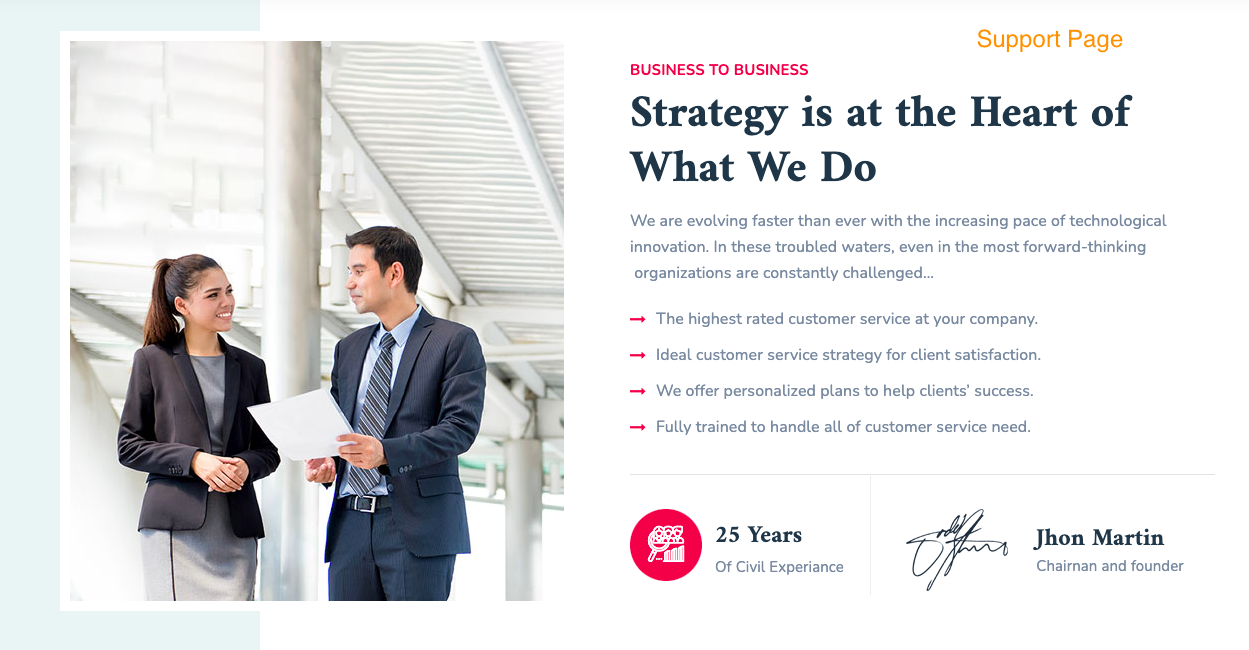 Support Page
BUSINESS TO BUSINESS
Strategy is at the Heart of
What We Do
We are evolving faster than ever with the increasing pace of technological
innovation. In these troubled waters, even in the most forward-thinking
organizations are constantly challenged...
The highest rated customer service at your company.
Ideal customer service strategy for client satisfaction.
We offer personalized plans to help clients’ success.
Fully trained to handle all of customer service need.
25 Years
Of Civil Experiance
Jhon Martin
Chairnan and founder